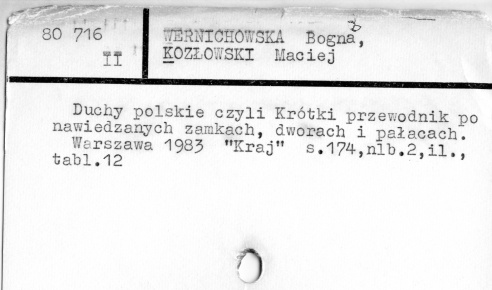 80 716 WERNICHOWSKA Bogna,
II KOZŁOWSKI Maciej
Duchy polskie czyli Krótki przewodnik po
nawiedzanych zamkach, dworach i pałacach.
Warszawa 1983 "Kraj" s.174,nlb.2,il.,
tabl.12